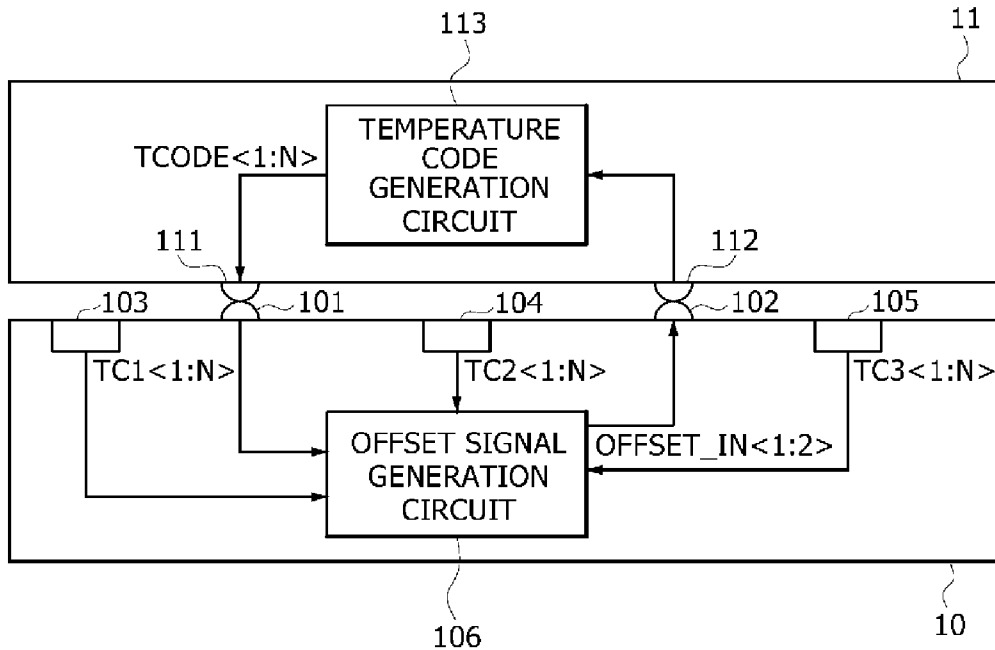 113
11
TEMPERATURE
CODE
GENERATION
CIRCUIT
TCODE<1:N>
111
112
103
101
104
102
105
TC1<1:N>
TC2<1:N>
TC3<1:N>
OFFSET SIGNAL
GENERATION
CIRCUIT
OFFSET_IN<1:2>
106
10